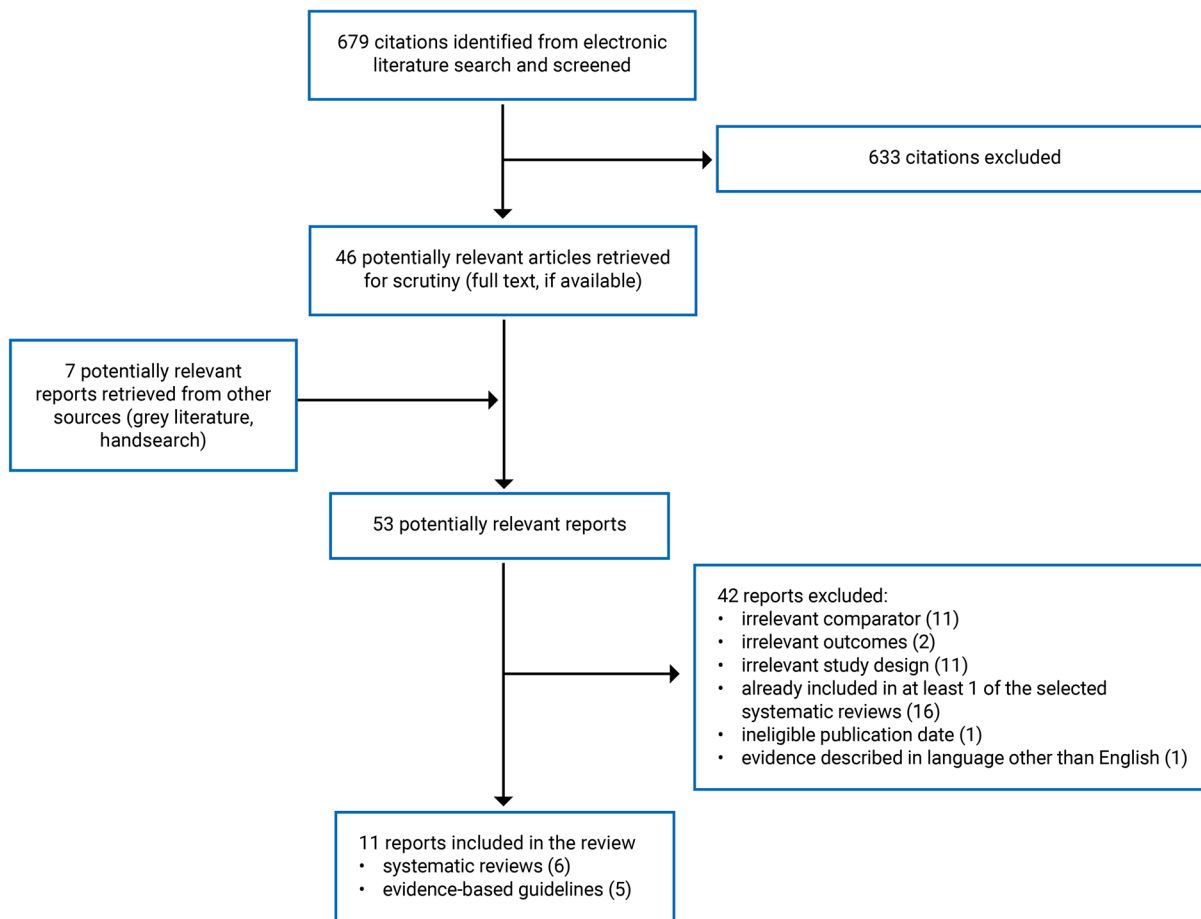 679 citations identified from electronic
literature search and screened
633 citations excluded
46 potentially relevant articles retrieved
for scrutiny (full text, if available)
7 potentially relevant
reports retrieved from other
sources (grey literature,
handsearch)
53 potentially relevant reports
42 reports excluded:
• irrelevant comparator (11)
• irrelevant outcomes (2)
• irrelevant study design (11)
• already included in at least 1 of the selected
systematic reviews (16)
• ineligible publication date (1)
• evidence described in language other than English (1)
11 reports included in the review
• systematic reviews (6)
• evidence-based guidelines (5)